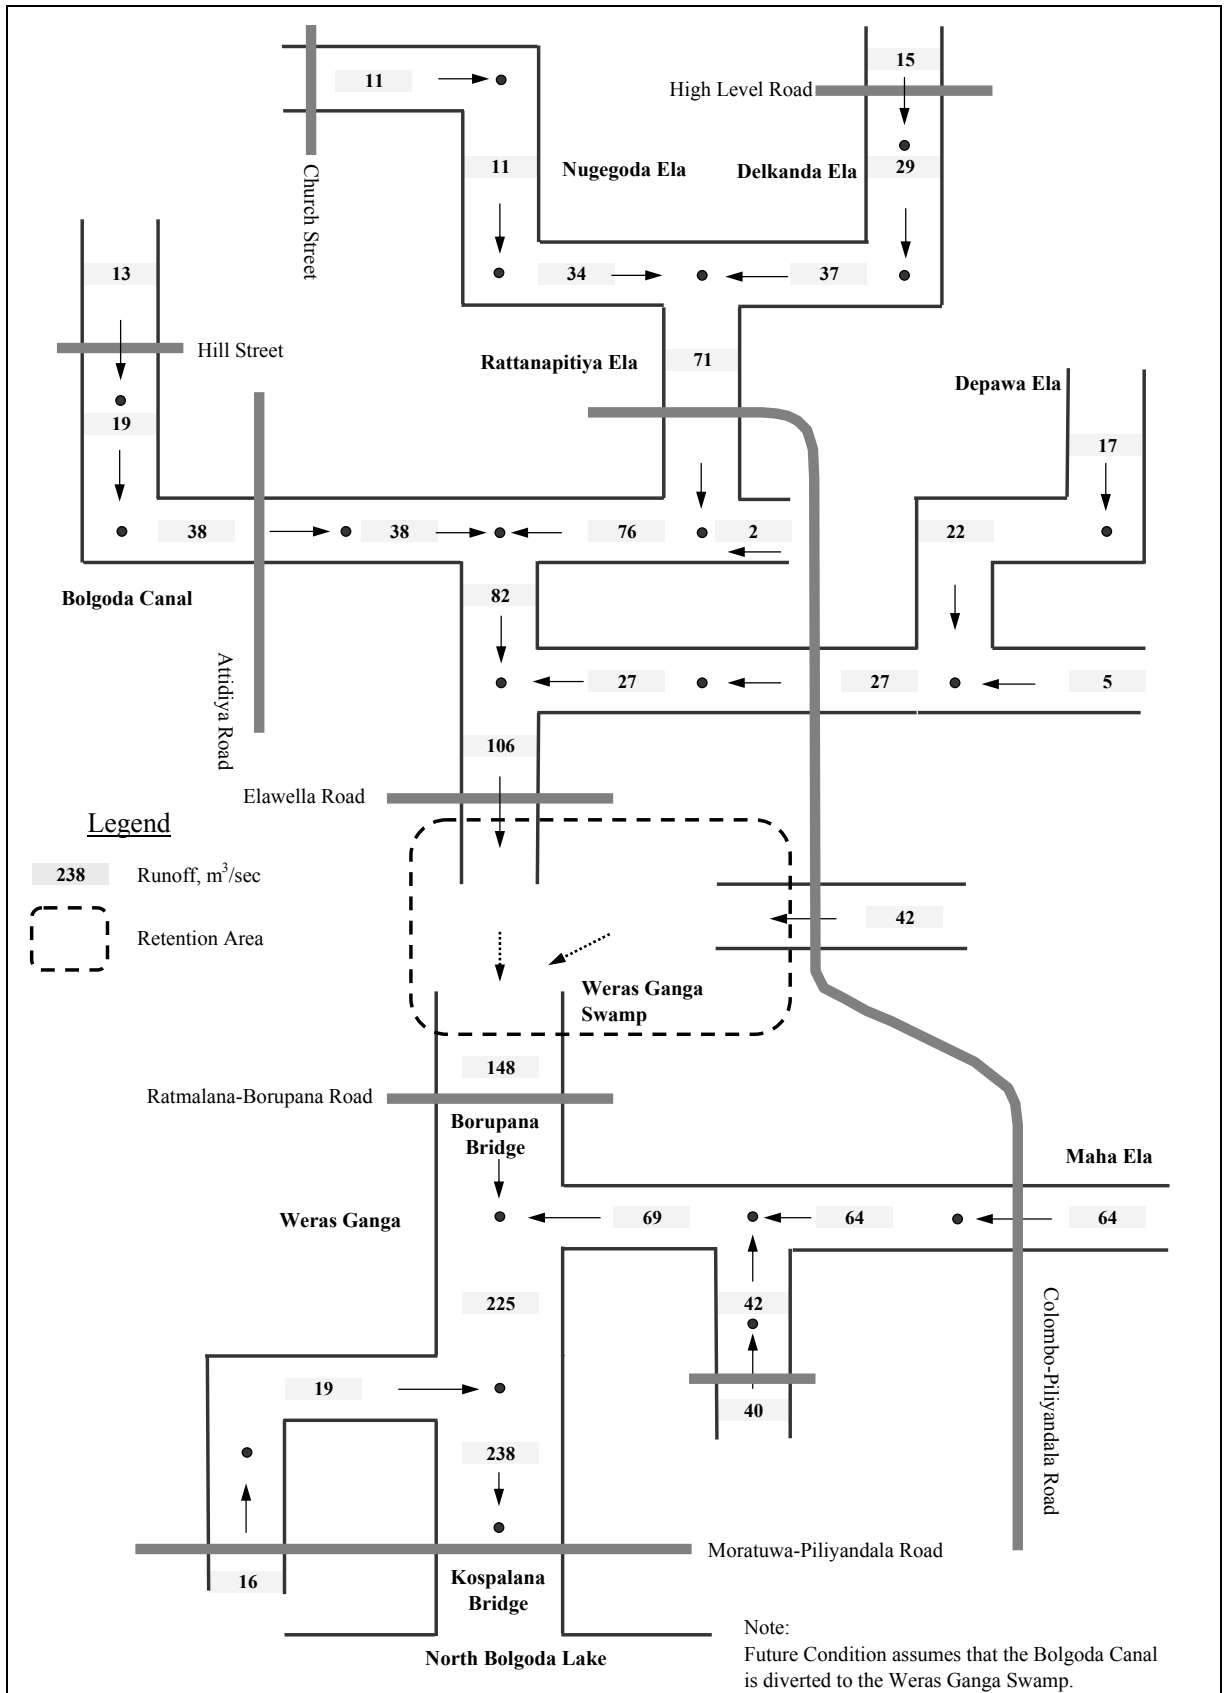 15
High Level Road
11
Church Street
11
Nugegoda Ela
Delkanda Ela
29
13
34
37
Hill Street
Rattanapitiya Ela
71
Depawa Ela
19
17
38
38
76
2
22
Bolgoda Canal
82
Attidiya Road
27
27
5
106
Elawella Road
Legend
238
Runoff, m³/sec
Retention Area
42
Weras Ganga
Swamp
148
Ratmalana-Borupana Road
Borupana
Bridge
Maha Ela
Weras Ganga
69
64
64
225
42
Colombo-Piliyandala Road
19
40
238
Moratuwa-Piliyandala Road
16
Kospalana
Bridge
North Bolgoda Lake
Note:
Future Condition assumes that the Bolgoda Canal
is diverted to the Weras Ganga Swamp.